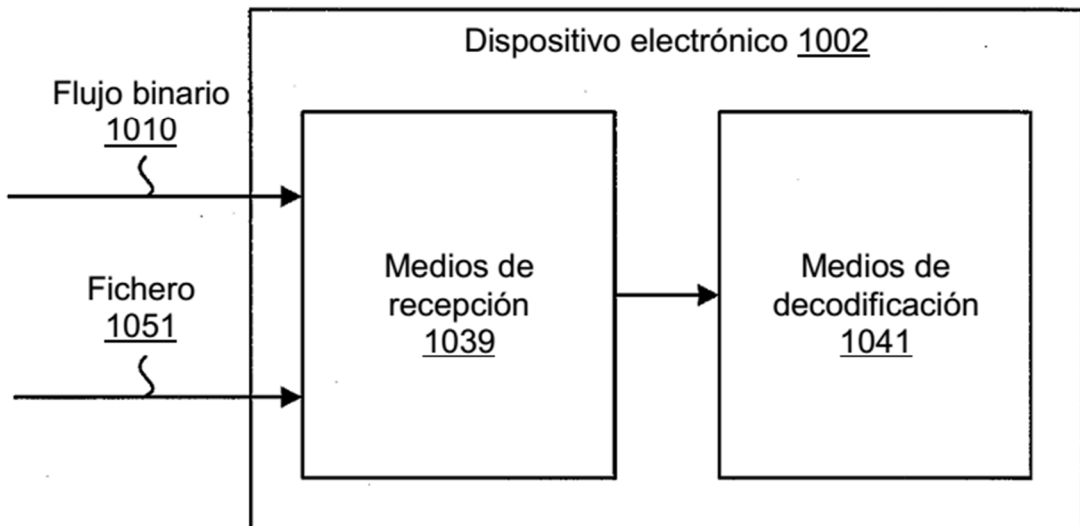 Dispositivo electrónico 1002
Flujo binario
1010
Fichero
1051
Medios de
recepción
1039
Medios de
decodificación
1041